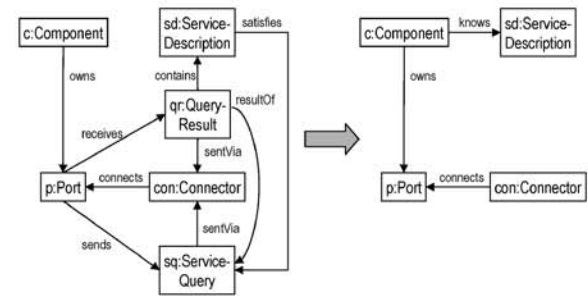 c:Component
sd:Service-
Description
satisfies
owns
contains
qr:Query-
Result
resultOf
receives
sentVia
p:Port
connects
con:Connector
sentVia
sends
sq:Service-
Query
c:Component
knows
sd:Service-
Description
owns
p:Port
connects
con:Connector